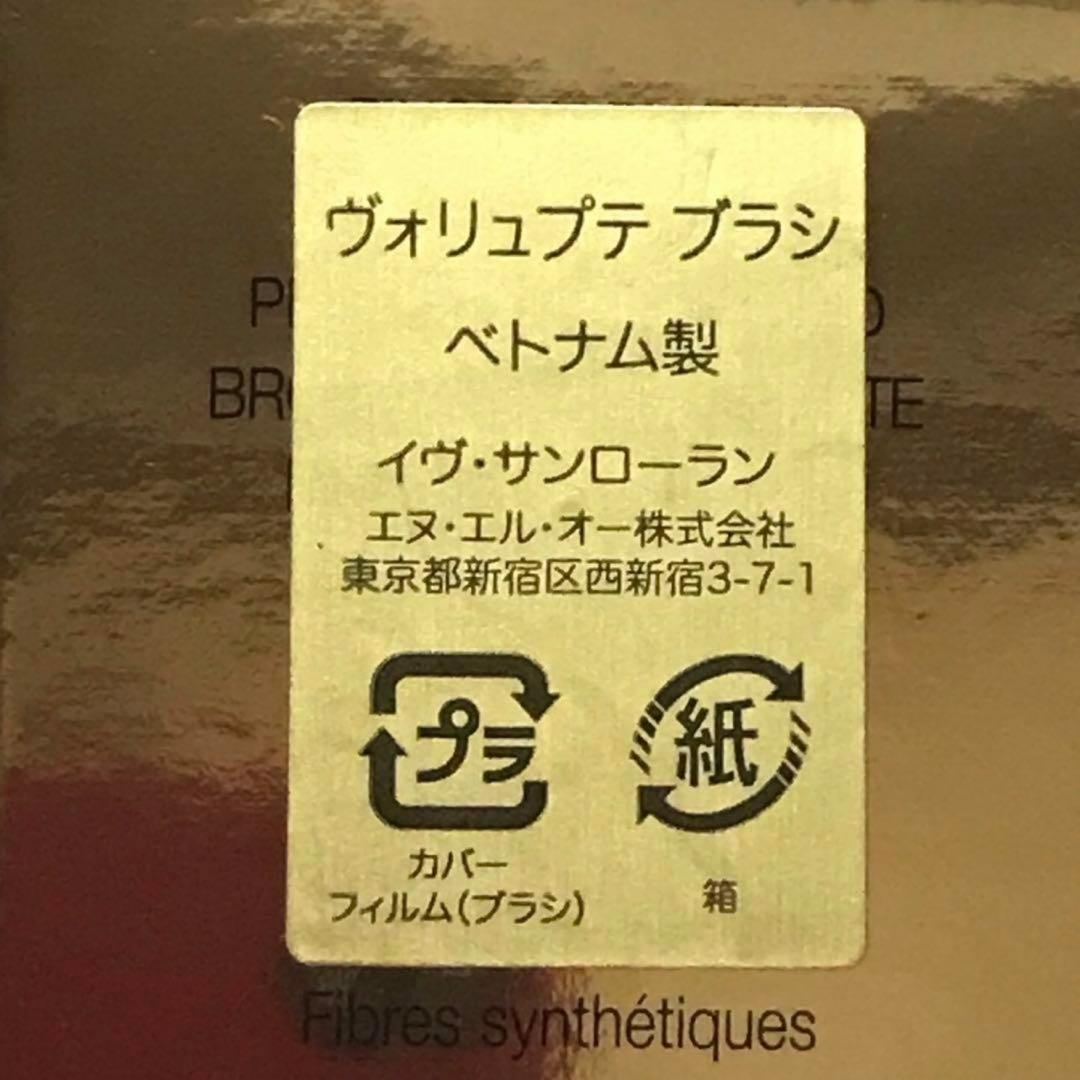 ヴォリュプテ ブラシ
ベトナム製
イヴ・サンローラン
エヌ・エル・オー株式会社
東京都新宿区西新宿3-7-1
プラ
紙
カバー
フィルム(ブラシ)
箱
Fibres synthétiques